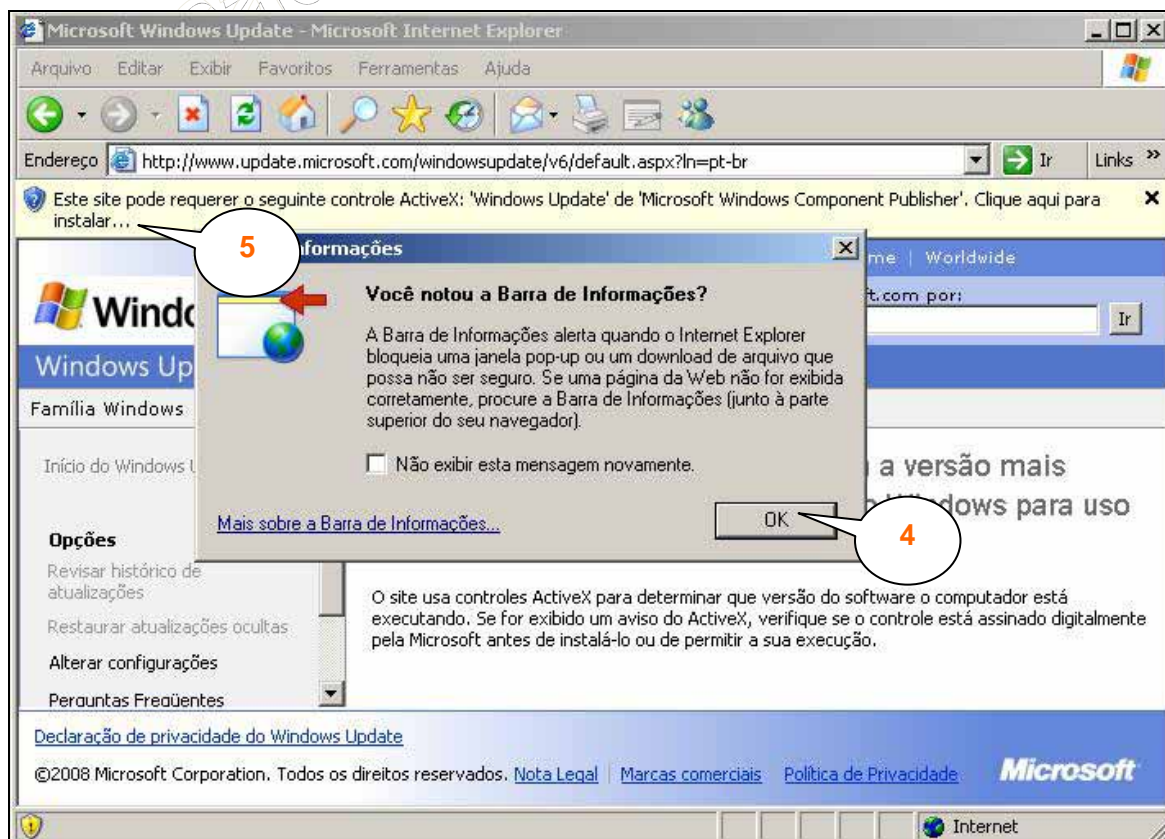 Microsoft Windows Update - Microsoft Internet Explorer
Arquivo Editar Exibir Favoritos Ferramentas Ajuda
Endereço http://www.update.microsoft.com/windowsupdate/v6/default.aspx?ln=pt-br Ir Links »
Este site pode requerer o seguinte controle ActiveX: 'Windows Update' de 'Microsoft Windows Component Publisher'. Clique aqui para
instalar...
5
formações
me | Worldwide
Você notou a Barra de Informações?
t.com por:
Windo
Ir
A Barra de Informações alerta quando o Internet Explorer
bloqueia uma janela pop-up ou um download de arquivo que
possa não ser seguro. Se uma página da Web não for exibida
corretamente, procure a Barra de Informações (junto à parte
superior do seu navegador).
Windows Up
Família Windows
Não exibir esta mensagem novamente.
Início do Windows
a versão mais
Windows para uso
Mais sobre a Barra de Informações...
OK
4
Opções
Revisar histórico de
atualizações
Restaurar atualizações ocultas
Alterar configurações
Perguntas Freqüentes
O site usa controles ActiveX para determinar que versão do software o computador está
executando. Se for exibido um aviso do ActiveX, verifique se o controle está assinado digitalmente
pela Microsoft antes de instalá-lo ou de permitir a sua execução.
Declaração de privacidade do Windows Update
©2008 Microsoft Corporation. Todos os direitos reservados. Nota Legal | Marcas comerciais | Política de Privacidade
Microsoft
Internet